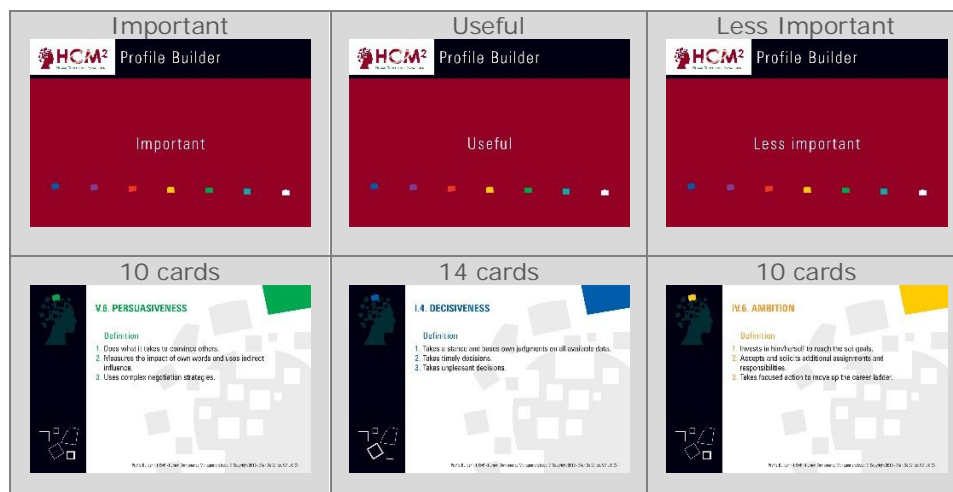 Important
HCM²
Profile Builder
Important
Useful
HCM²
Profile Builder
Useful
Less Important
HCM²
Profile Builder
Less important
10 cards
V.6. PERSUASIVENESS
Definition
1. Does what it takes to convince others.
2. Measures the impact of own words and uses indirect
influence.
3. Uses complex negotiation strategies.
14 cards
I.4. DECISIVENESS
Definition
1. Takes a stance and bases own judgments on all available data.
2. Takes timely decisions.
3. Takes unpleasant decisions.
10 cards
IV.6. AMBITION
Definition
1. Invests in him/herself to reach the set goals.
2. Accepts and solicits additional assignments and
responsibilities.
3. Takes focused action to move up the career ladder.